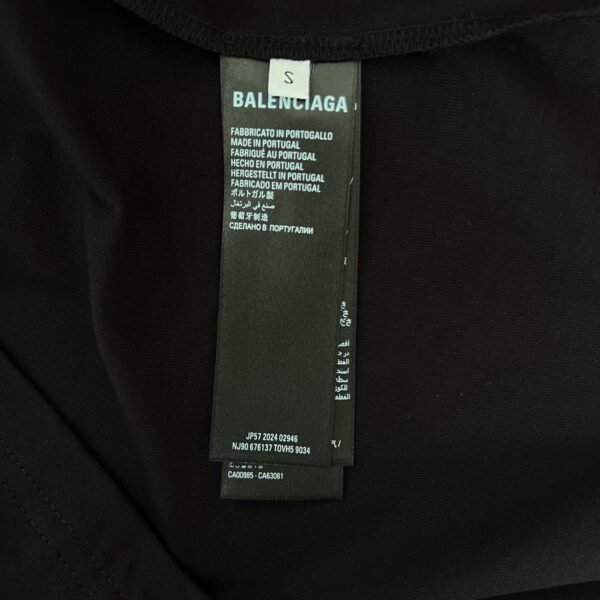 S
BALENCIAGA
FABBRICATO IN PORTOGALLO
MADE IN PORTUGAL
FABRIQUÉ AU PORTUGAL
HECHO EN PORTUGAL
HERGESTELLT IN PORTUGAL
FABRICADO EM PORTUGAL
ポルトガル製
صنع في البرتغال
葡萄牙制造
СДЕЛАНО В ПОРТУГАЛИИ
JP57 2024 02946
NJ90 676137 TOVH5 9034
CA00985 - CA63081